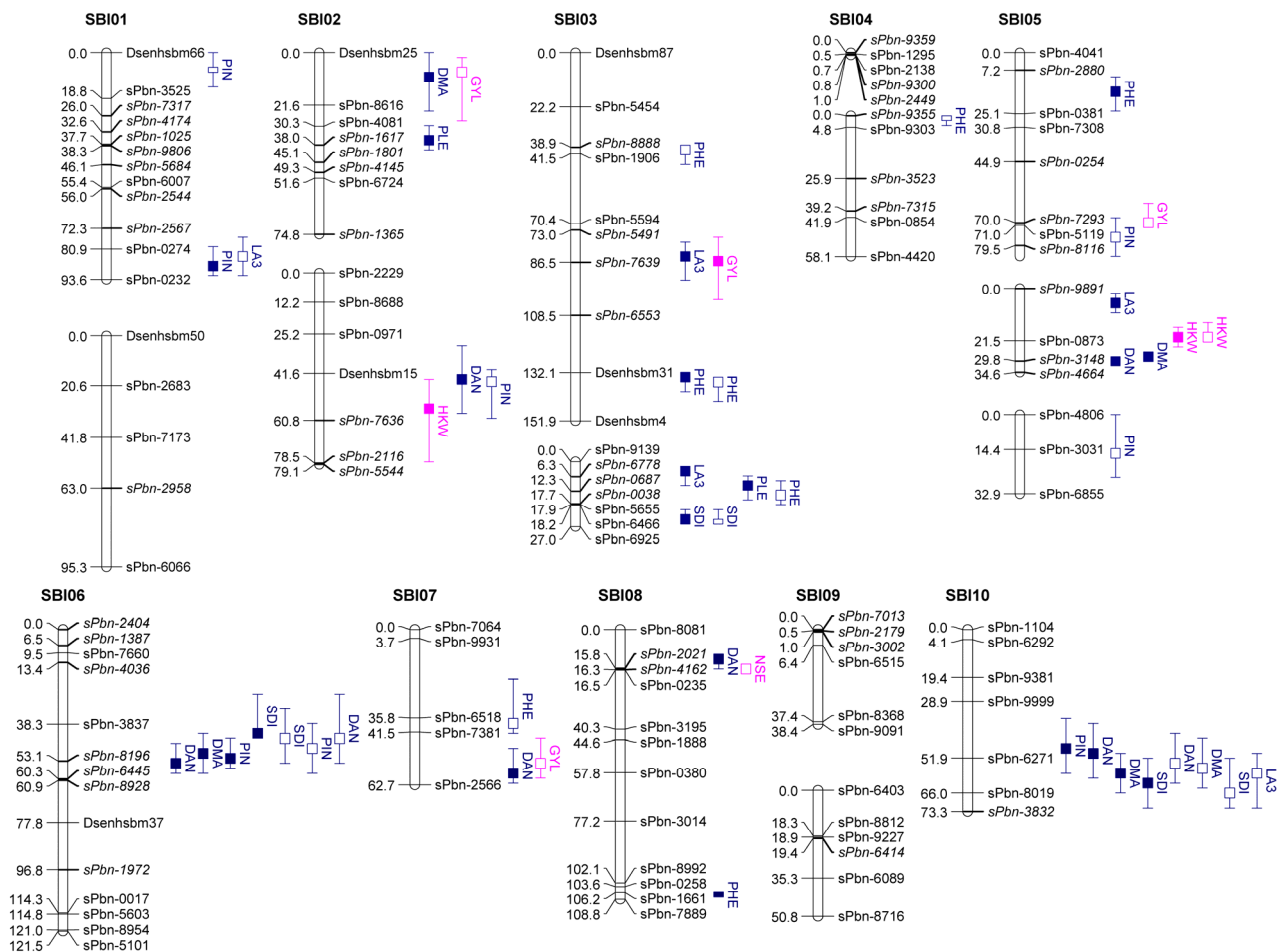 SBI01
0.0 Dsenhsbm66
18.8 sPbn-3525
26.0 sPbn-7317
32.6 sPbn-4174
37.7 sPbn-1025
38.3 sPbn-9806
46.1 sPbn-5684
55.4 sPbn-6007
56.0 sPbn-2544
72.3 sPbn-2567
80.9 sPbn-0274
93.6 sPbn-0232
PIN
PIN
LA3
0.0 Dsenhsbm50
20.6 sPbn-2683
41.8 sPbn-7173
63.0 sPbn-2958
95.3 sPbn-6066
SBI02
0.0 Dsenhsbm25
21.6 sPbn-8616
30.3 sPbn-4081
38.0 sPbn-1617
45.1 sPbn-1801
49.3 sPbn-4145
51.6 sPbn-6724
74.8 sPbn-1365
DMA
GYL
PLE
0.0 sPbn-2229
12.2 sPbn-8688
25.2 sPbn-0971
41.6 Dsenhsbm15
60.8 sPbn-7636
78.5 sPbn-2116
79.1 sPbn-5544
HKW
DAN
PIN
SBI03
0.0 Dsenhsbm87
22.2 sPbn-5454
38.9 sPbn-8888
41.5 sPbn-1906
70.4 sPbn-5594
73.0 sPbn-5491
86.5 sPbn-7639
108.5 sPbn-6553
132.1 Dsenhsbm31
151.9 Dsenhsbm4
PHE
LA3
GYL
PHE
PHE
0.0 sPbn-9139
6.3 sPbn-6778
12.3 sPbn-0687
17.7 sPbn-0038
17.9 sPbn-5655
18.2 sPbn-6466
27.0 sPbn-6925
LA3
PLE
PHE
SDI
SDI
SBI04
0.0 sPbn-9359
0.5 sPbn-1295
0.7 sPbn-2138
0.8 sPbn-9300
1.0 sPbn-2449
0.0 sPbn-9355
4.8 sPbn-9303
25.9 sPbn-3523
39.2 sPbn-7315
41.9 sPbn-0854
58.1 sPbn-4420
PHE
SBI05
0.0 sPbn-4041
7.2 sPbn-2880
25.1 sPbn-0381
30.8 sPbn-7308
44.9 sPbn-0254
70.0 sPbn-7293
71.0 sPbn-5119
79.5 sPbn-8116
PHE
GYL
PIN
0.0 sPbn-9891
21.5 sPbn-0873
29.8 sPbn-3148
34.6 sPbn-4664
LA3
DAN
DMA
HKW
HKW
0.0 sPbn-4806
14.4 sPbn-3031
32.9 sPbn-6855
PIN
SBI06
0.0 sPbn-2404
6.5 sPbn-1387
9.5 sPbn-7660
13.4 sPbn-4036
38.3 sPbn-3837
53.1 sPbn-8196
60.3 sPbn-6445
60.9 sPbn-8928
77.8 Dsenhsbm37
96.8 sPbn-1972
114.3 sPbn-0017
114.8 sPbn-5603
121.0 sPbn-8954
121.5 sPbn-5101
DAN
DMA
PIN
SDI
SDI
PIN
DAN
SBI07
0.0 sPbn-7064
3.7 sPbn-9931
35.8 sPbn-6518
41.5 sPbn-7381
62.7 sPbn-2566
PHE
DAN
GYL
SBI08
0.0 sPbn-8081
15.8 sPbn-2021
16.3 sPbn-4162
16.5 sPbn-0235
40.3 sPbn-3195
44.6 sPbn-1888
57.8 sPbn-0380
77.2 sPbn-3014
102.1 sPbn-8992
103.6 sPbn-0258
106.2 sPbn-1661
108.8 sPbn-7889
DAN
NSE
PHE
SBI09
0.0 sPbn-7013
0.5 sPbn-2179
1.0 sPbn-3002
6.4 sPbn-6515
37.4 sPbn-8368
38.4 sPbn-9091
0.0 sPbn-6403
18.3 sPbn-8812
18.9 sPbn-9227
19.4 sPbn-6414
35.3 sPbn-6089
50.8 sPbn-8716
SBI10
0.0 sPbn-1104
4.1 sPbn-6292
19.4 sPbn-9381
28.9 sPbn-9999
51.9 sPbn-6271
66.0 sPbn-8019
73.3 sPbn-3832
PIN
DAN
DMA
SDI
DAN
DMA
SDI
LA3